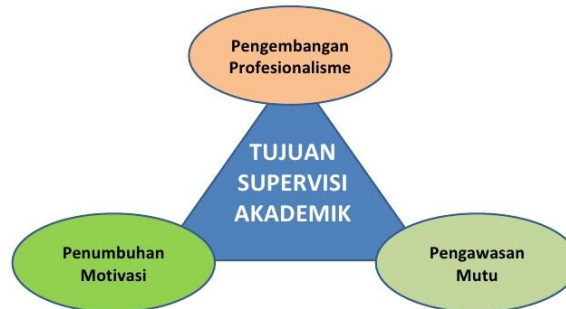 Pengembangan
Profesionalisme
TUJUAN
SUPERVISI
AKADEMIK
Penumbuhan
Motivasi
Pengawasan
Mutu